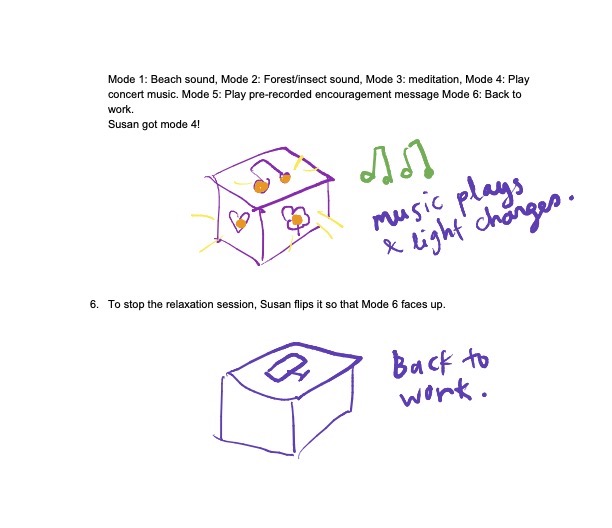 Mode 1: Beach sound, Mode 2: Forest/insect sound, Mode 3: meditation, Mode 4: Play
concert music. Mode 5: Play pre-recorded encouragement message Mode 6: Back to
work.
Susan got mode 4!
music plays
& light changes.
6. To stop the relaxation session, Susan flips it so that Mode 6 faces up.
Back to
work.